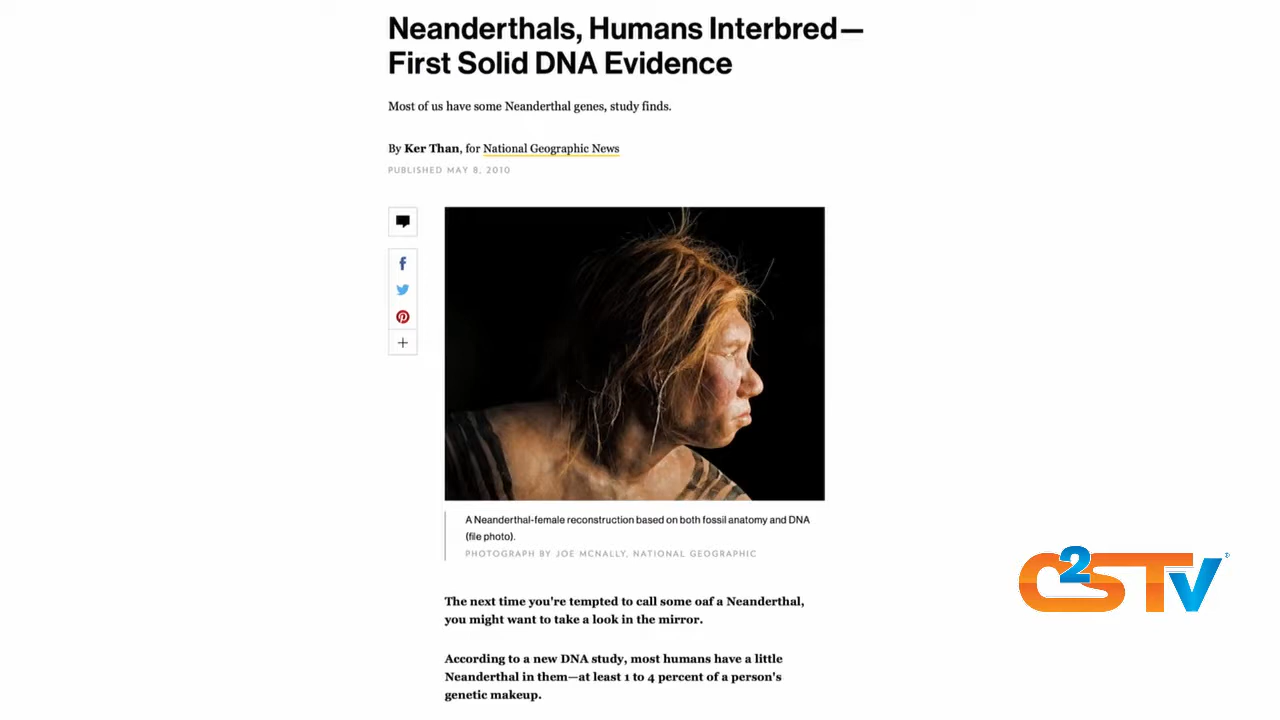 Neanderthals, Humans Interbred—
First Solid DNA Evidence
Most of us have some Neanderthal genes, study finds.
By Ker Than, for National Geographic News
PUBLISHED MAY 8, 2010
A Neanderthal-female reconstruction based on both fossil anatomy and DNA
(file photo).
PHOTOGRAPH BY JOE MCNALLY, NATIONAL GEOGRAPHIC
C2STV®
The next time you're tempted to call some oaf a Neanderthal,
you might want to take a look in the mirror.
According to a new DNA study, most humans have a little
Neanderthal in them—at least 1 to 4 percent of a person's
genetic makeup.